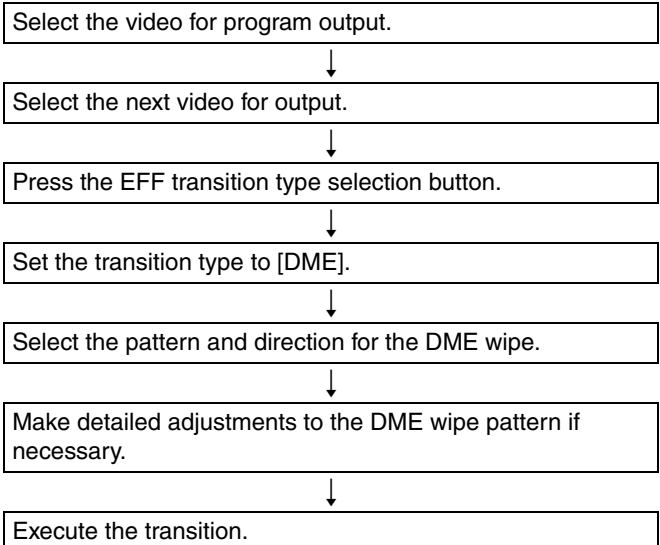 Select the video for program output.
Select the next video for output.
Press the EFF transition type selection button.
Set the transition type to [DME].
Select the pattern and direction for the DME wipe.
Make detailed adjustments to the DME wipe pattern if
necessary.
Execute the transition.